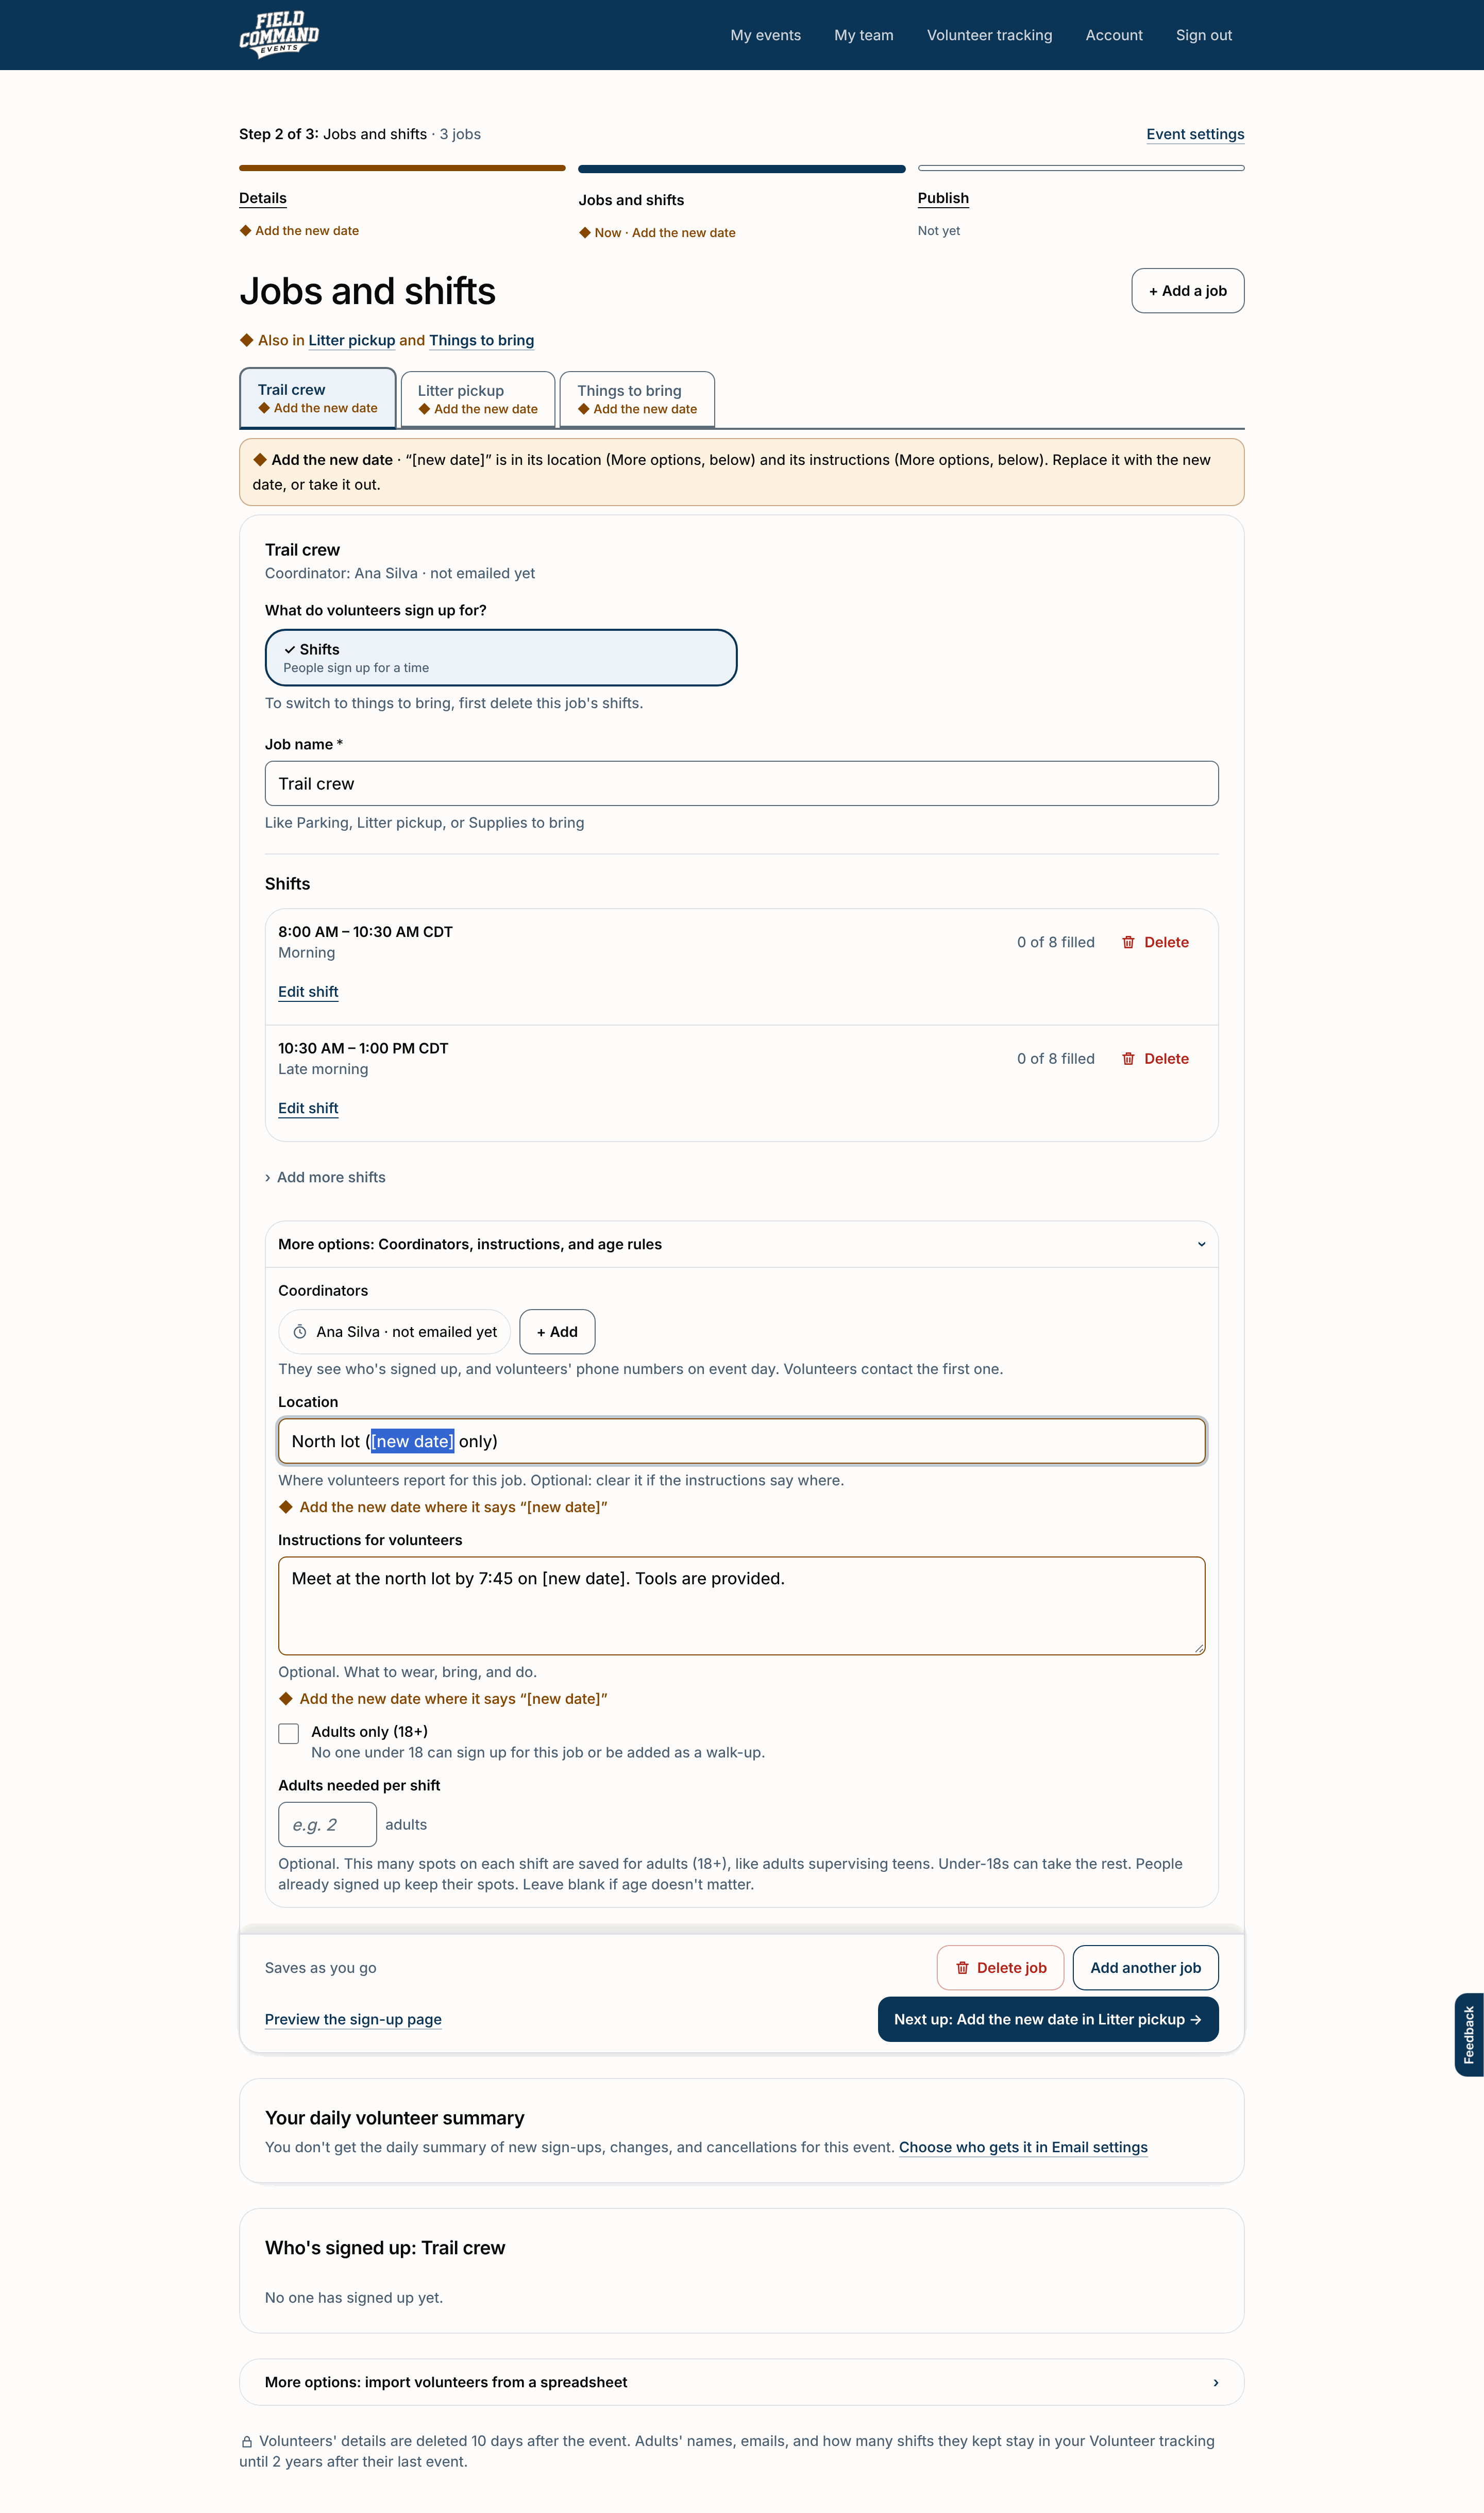 FIELD
COMMAND
EVENTS
My events
My team
Volunteer tracking
Account
Sign out
Step 2 of 3: Jobs and shifts · 3 jobs
Event settings
Details
◆ Add the new date
Jobs and shifts
◆ Now · Add the new date
Publish
Not yet
Jobs and shifts
+ Add a job
◆ Also in Litter pickup and Things to bring
Trail crew
◆ Add the new date
Litter pickup
◆ Add the new date
Things to bring
◆ Add the new date
◆ Add the new date · “[new date]” is in its location (More options, below) and its instructions (More options, below). Replace it with the new
date, or take it out.
Trail crew
Coordinator: Ana Silva · not emailed yet
What do volunteers sign up for?
✓ Shifts
People sign up for a time
To switch to things to bring, first delete this job's shifts.
Job name *
Trail crew
Like Parking, Litter pickup, or Supplies to bring
Shifts
8:00 AM – 10:30 AM CDT
Morning
0 of 8 filled
Delete
Edit shift
10:30 AM – 1:00 PM CDT
Late morning
0 of 8 filled
Delete
Edit shift
› Add more shifts
More options: Coordinators, instructions, and age rules
Coordinators
Ana Silva · not emailed yet
+ Add
They see who's signed up, and volunteers' phone numbers on event day. Volunteers contact the first one.
Location
North lot ([new date] only)
Where volunteers report for this job. Optional: clear it if the instructions say where.
◆ Add the new date where it says “[new date]”
Instructions for volunteers
Meet at the north lot by 7:45 on [new date]. Tools are provided.
Optional. What to wear, bring, and do.
◆ Add the new date where it says “[new date]”
Adults only (18+)
No one under 18 can sign up for this job or be added as a walk-up.
Adults needed per shift
e.g. 2
adults
Optional. This many spots on each shift are saved for adults (18+), like adults supervising teens. Under-18s can take the rest. People
already signed up keep their spots. Leave blank if age doesn't matter.
Saves as you go
Delete job
Add another job
Preview the sign-up page
Next up: Add the new date in Litter pickup →
Feedback
Your daily volunteer summary
You don't get the daily summary of new sign-ups, changes, and cancellations for this event. Choose who gets it in Email settings
Who's signed up: Trail crew
No one has signed up yet.
More options: import volunteers from a spreadsheet ›
Volunteers' details are deleted 10 days after the event. Adults' names, emails, and how many shifts they kept stay in your Volunteer tracking
until 2 years after their last event.